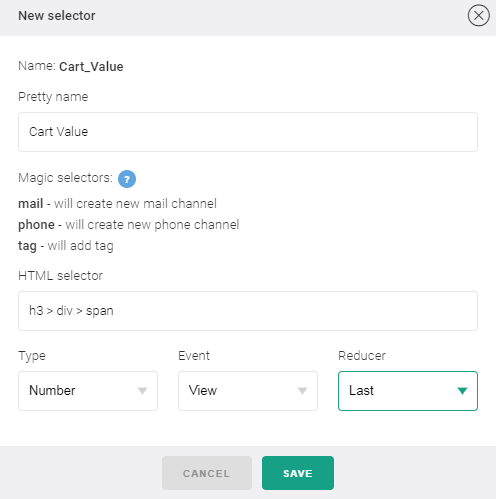 New selector
Name: Cart_Value
Pretty name
Cart Value
Magic selectors: ?
mail - will create new mail channel
phone - will create new phone channel
tag - will add tag
HTML selector
h3 > div > span
Type Event Reducer
Number View Last
CANCEL SAVE